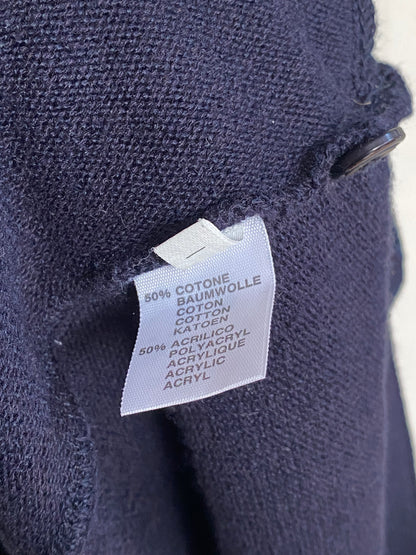 50% COTONE
BAUMWOLLE
COTON
COTTON
KATOEN
50% ACRILICO
POLYACRYL
ACRYLIQUE
ACRYLIC
ACRYL